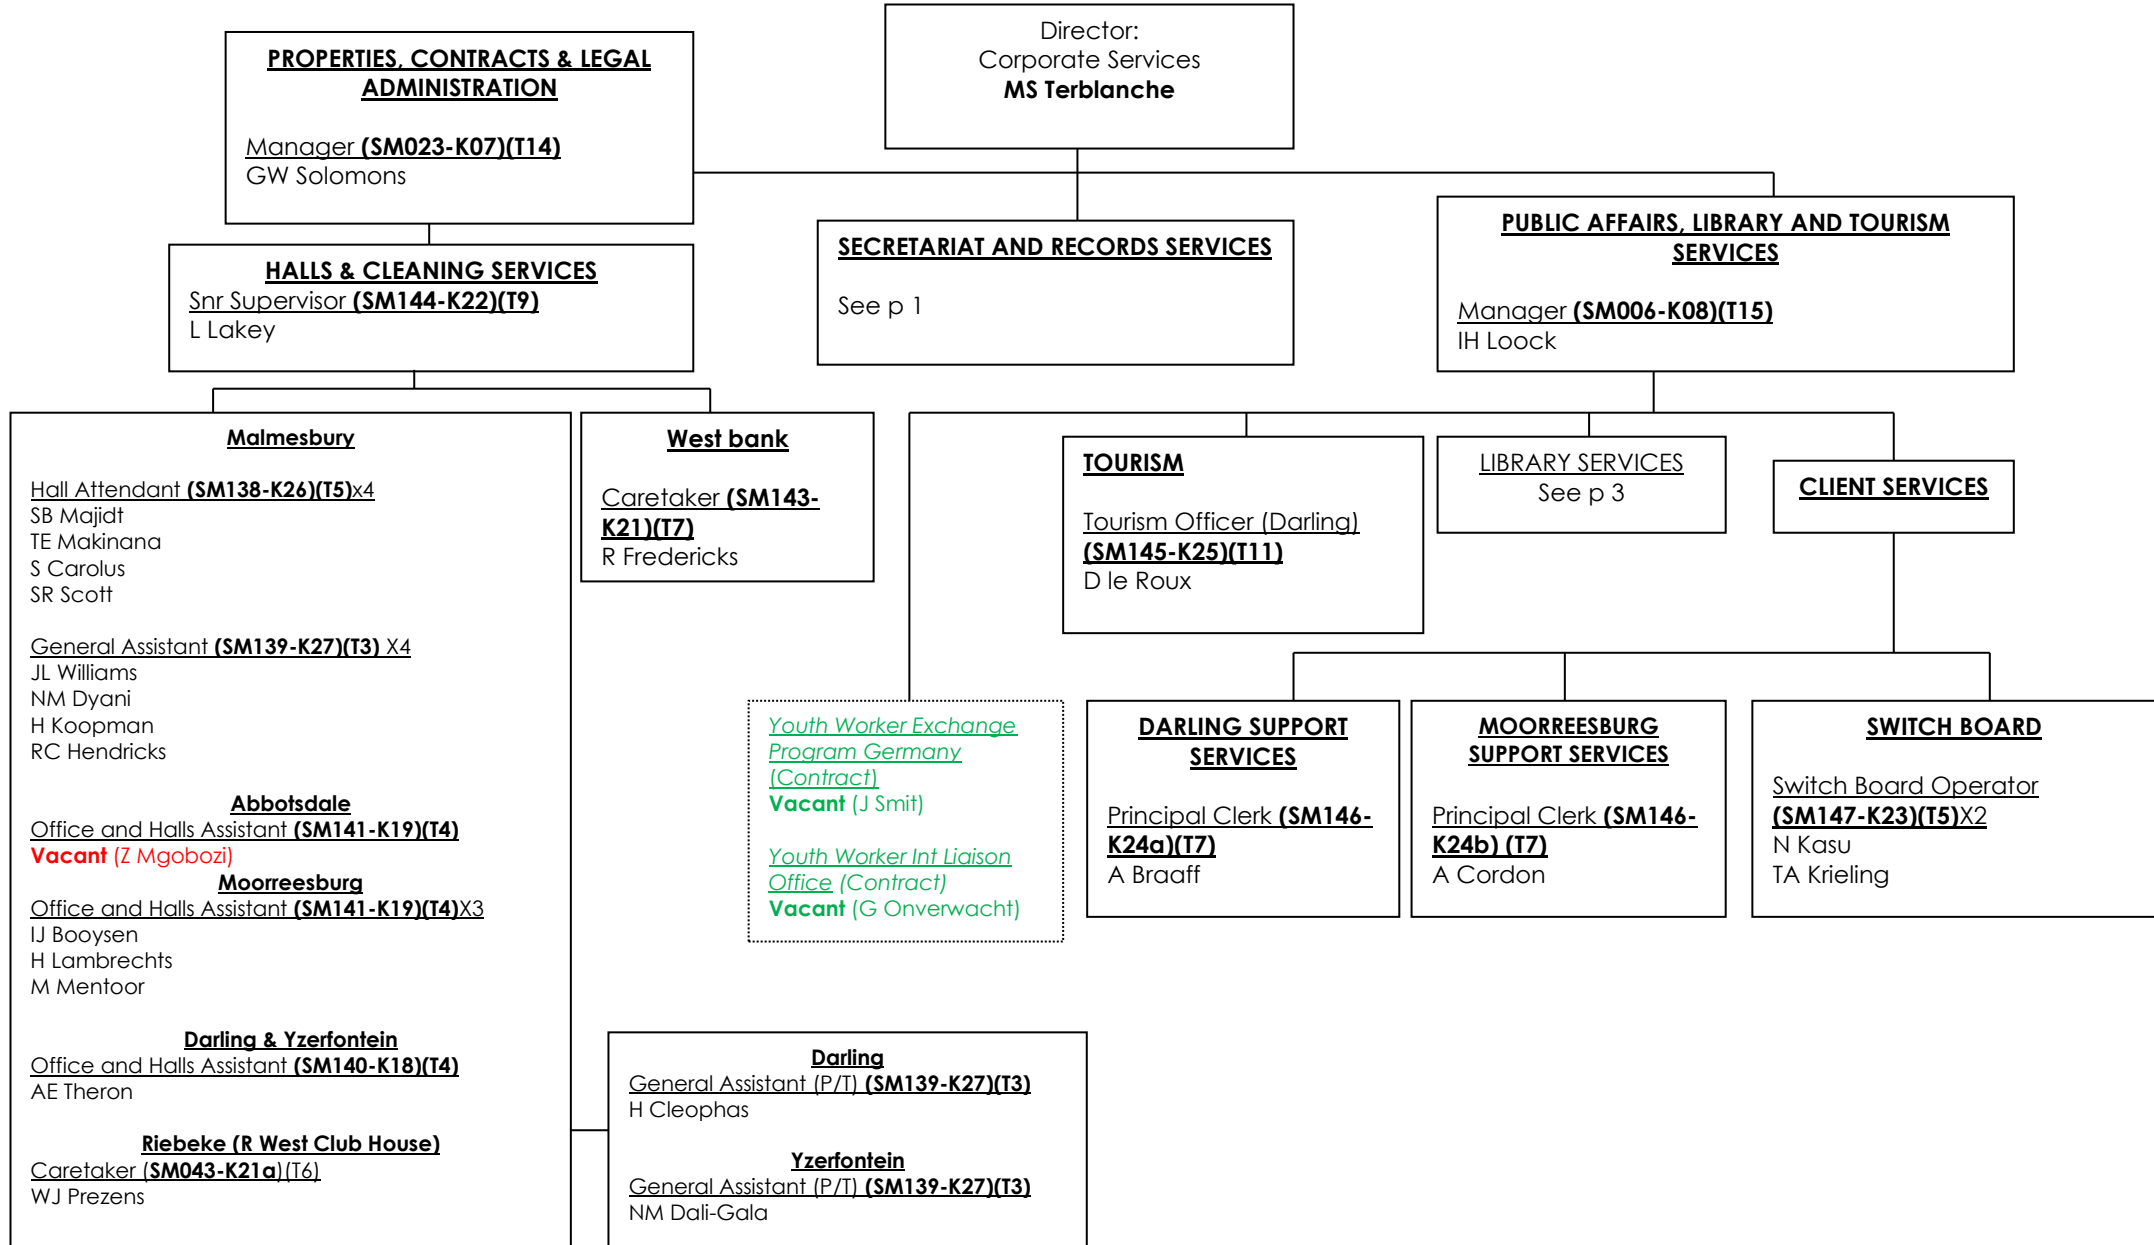 Director:
Corporate Services
MS Terblanche
PROPERTIES, CONTRACTS & LEGAL
ADMINISTRATION
Manager (SM023-K07)(T14)
GW Solomons
HALLS & CLEANING SERVICES
Snr Supervisor (SM144-K22)(T9)
L Lakey
SECRETARIAT AND RECORDS SERVICES
See p 1
PUBLIC AFFAIRS, LIBRARY AND TOURISM
SERVICES
Manager (SM006-K08)(T15)
IH Loock
Malmesbury
Hall Attendant (SM138-K26)(T5)x4
SB Majidt
TE Makinana
S Carolus
SR Scott
General Assistant (SM139-K27)(T3) X4
JL Williams
NM Dyani
H Koopman
RC Hendricks
Abbotsdale
Office and Halls Assistant (SM141-K19)(T4)
Vacant (Z Mgobozi)
Moorreesburg
Office and Halls Assistant (SM141-K19)(T4)X3
IJ Booysen
H Lambrechts
M Mentoor
Darling & Yzerfontein
Office and Halls Assistant (SM140-K18)(T4)
AE Theron
Riebeke (R West Club House)
Caretaker (SM043-K21a)(T6)
WJ Prezens
West bank
Caretaker (SM143-
K21)(T7)
R Fredericks
Darling
General Assistant (P/T) (SM139-K27)(T3)
H Cleophas
Yzerfontein
General Assistant (P/T) (SM139-K27)(T3)
NM Dali-Gala
TOURISM
Tourism Officer (Darling)
(SM145-K25)(T11)
D le Roux
LIBRARY SERVICES
See p 3
CLIENT SERVICES
Youth Worker Exchange
Program Germany
(Contract)
Vacant (J Smit)
Youth Worker Int Liaison
Office (Contract)
Vacant (G Onverwacht)
DARLING SUPPORT
SERVICES
Principal Clerk (SM146-
K24a)(T7)
A Braaff
MOORREESBURG
SUPPORT SERVICES
Principal Clerk (SM146-
K24b) (T7)
A Cordon
SWITCH BOARD
Switch Board Operator
(SM147-K23)(T5)X2
N Kasu
TA Krieling